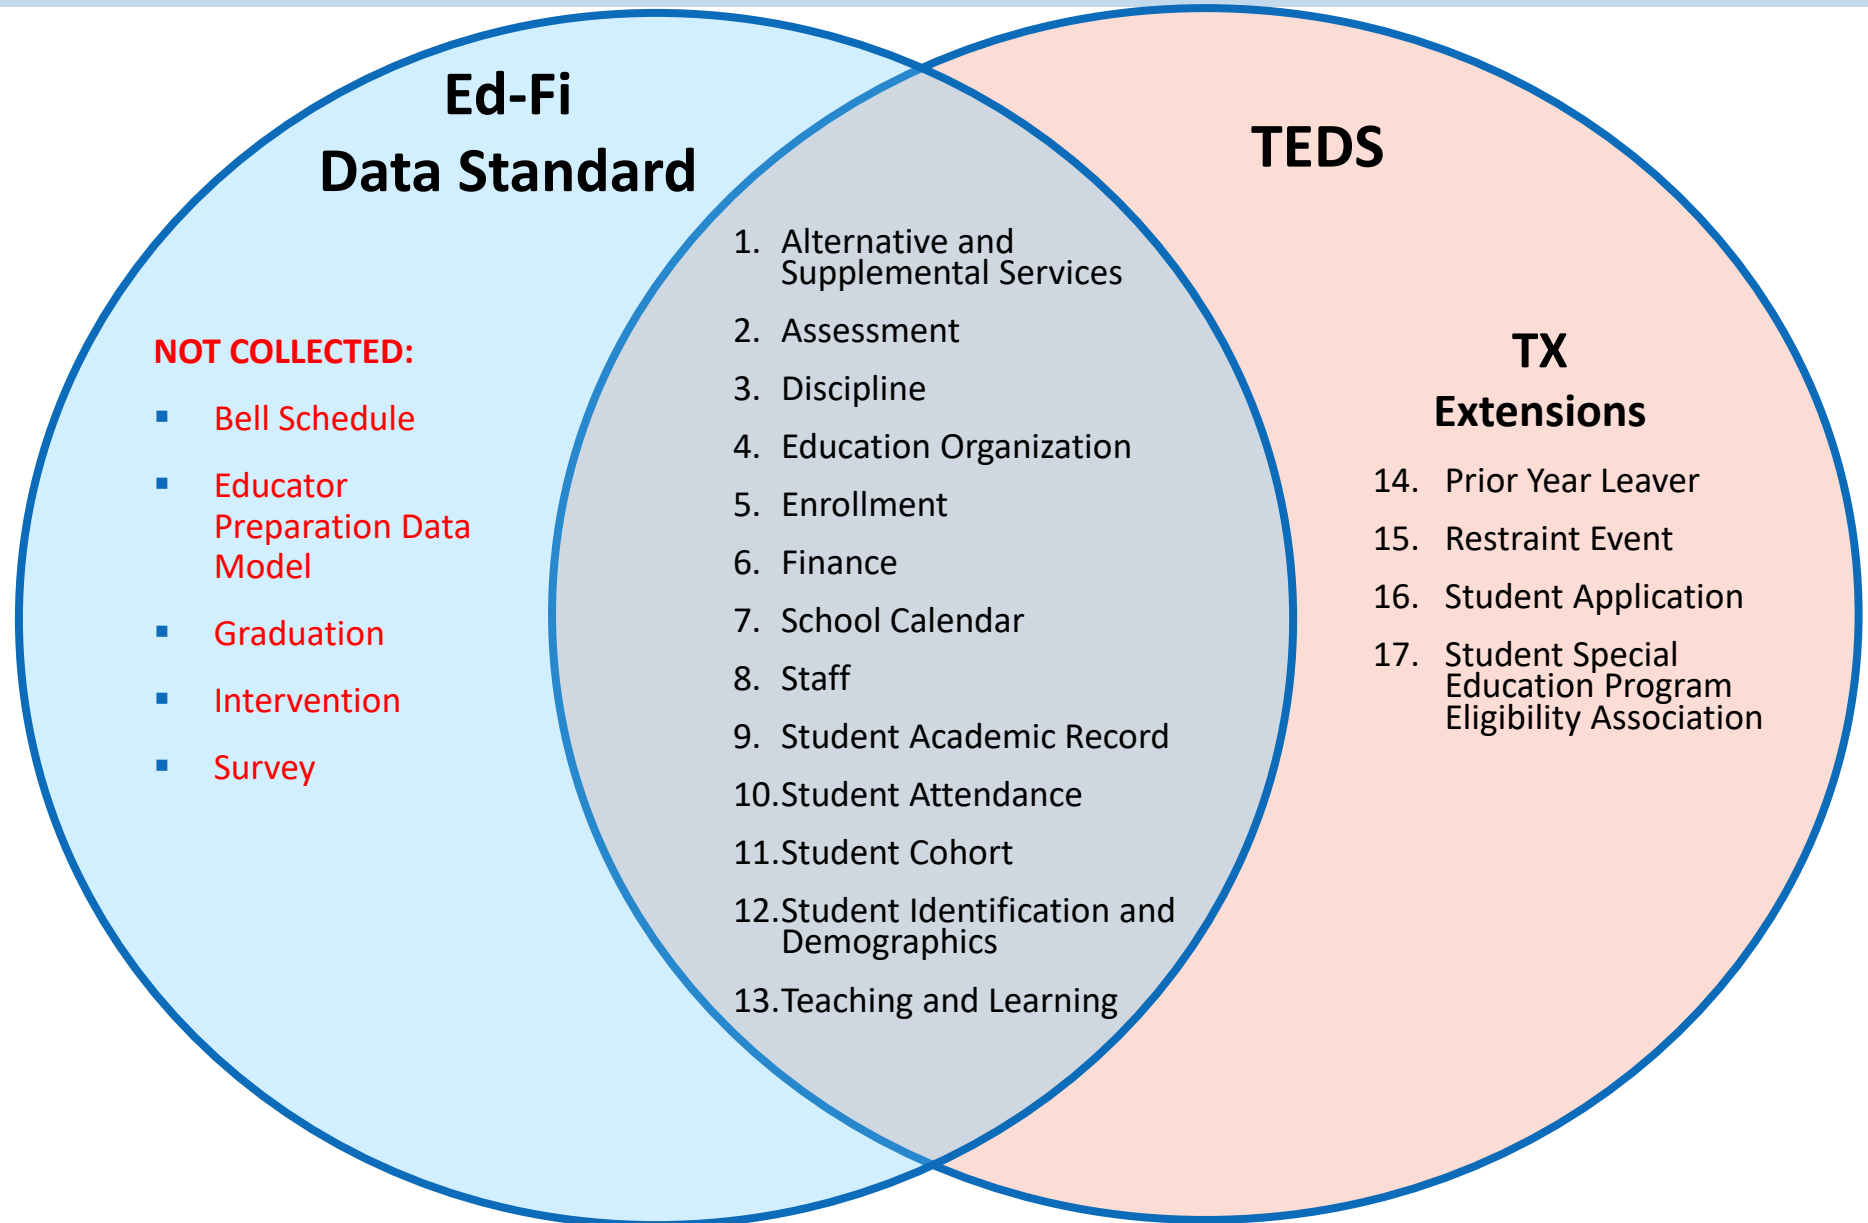 Ed-Fi
Data Standard
NOT COLLECTED:
▪ Bell Schedule
▪ Educator
Preparation Data
Model
▪ Graduation
▪ Intervention
▪ Survey
1. Alternative and
Supplemental Services
2. Assessment
3. Discipline
4. Education Organization
5. Enrollment
6. Finance
7. School Calendar
8. Staff
9. Student Academic Record
10.Student Attendance
11.Student Cohort
12.Student Identification and
Demographics
13.Teaching and Learning
TEDS
TX
Extensions
14. Prior Year Leaver
15. Restraint Event
16. Student Application
17. Student Special
Education Program
Eligibility Association